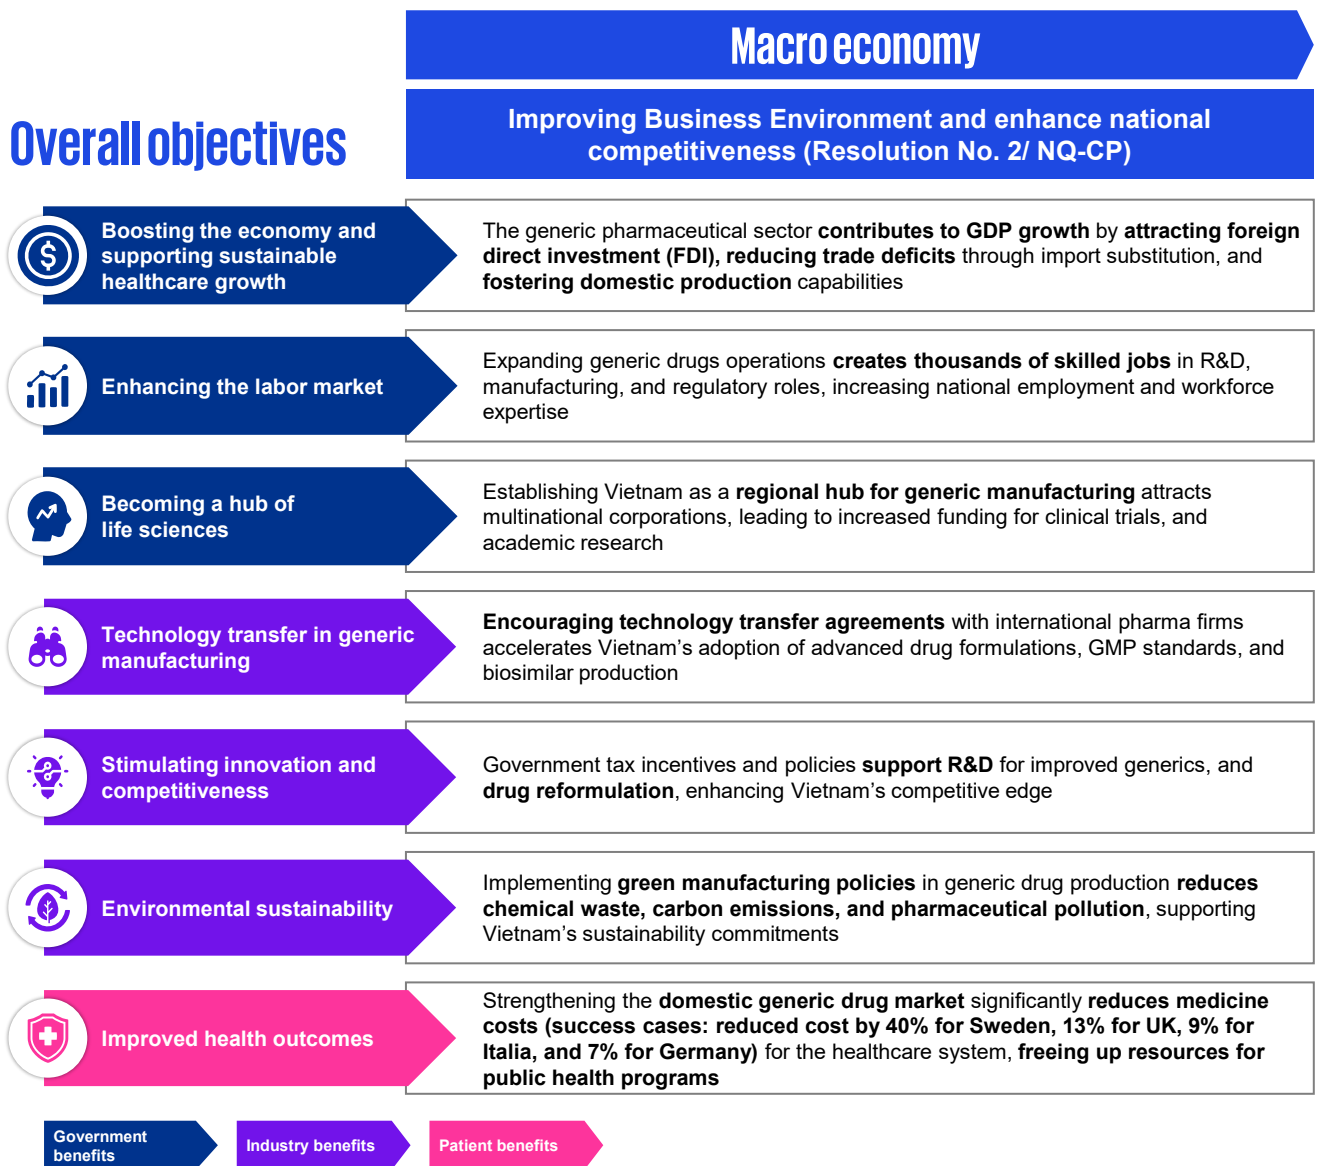 Macro economy
Overall objectives
Improving Business Environment and enhance national
competitiveness (Resolution No. 2/ NQ-CP)
Boosting the economy and
supporting sustainable
healthcare growth
The generic pharmaceutical sector contributes to GDP growth by attracting foreign
direct investment (FDI), reducing trade deficits through import substitution, and
fostering domestic production capabilities
Enhancing the labor market
Expanding generic drugs operations creates thousands of skilled jobs in R&D,
manufacturing, and regulatory roles, increasing national employment and workforce
expertise
Becoming a hub of
life sciences
Establishing Vietnam as a regional hub for generic manufacturing attracts
multinational corporations, leading to increased funding for clinical trials, and
academic research
Technology transfer in generic
manufacturing
Encouraging technology transfer agreements with international pharma firms
accelerates Vietnam’s adoption of advanced drug formulations, GMP standards, and
biosimilar production
Stimulating innovation and
competitiveness
Government tax incentives and policies support R&D for improved generics, and
drug reformulation, enhancing Vietnam’s competitive edge
Environmental sustainability
Implementing green manufacturing policies in generic drug production reduces
chemical waste, carbon emissions, and pharmaceutical pollution, supporting
Vietnam’s sustainability commitments
Improved health outcomes
Strengthening the domestic generic drug market significantly reduces medicine
costs (success cases: reduced cost by 40% for Sweden, 13% for UK, 9% for
Italia, and 7% for Germany) for the healthcare system, freeing up resources for
public health programs
Government
benefits
Industry benefits
Patient benefits